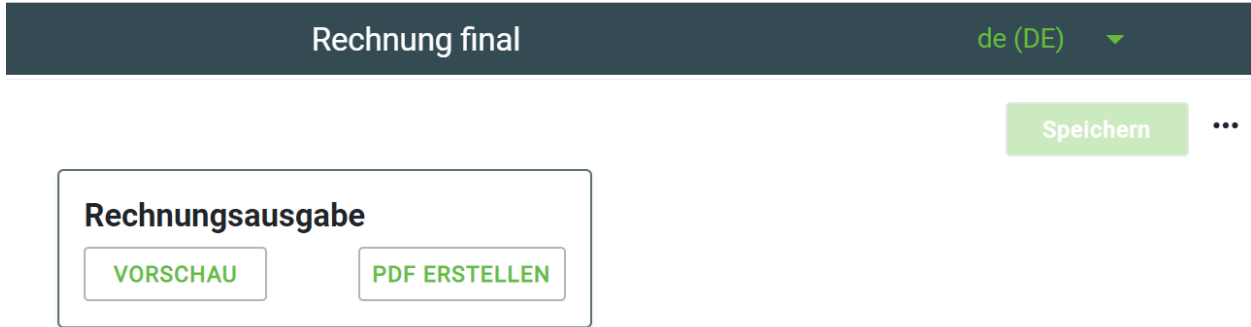 Rechnung final
de (DE)
Speichern
Rechnungsausgabe
VORSCHAU
PDF ERSTELLEN